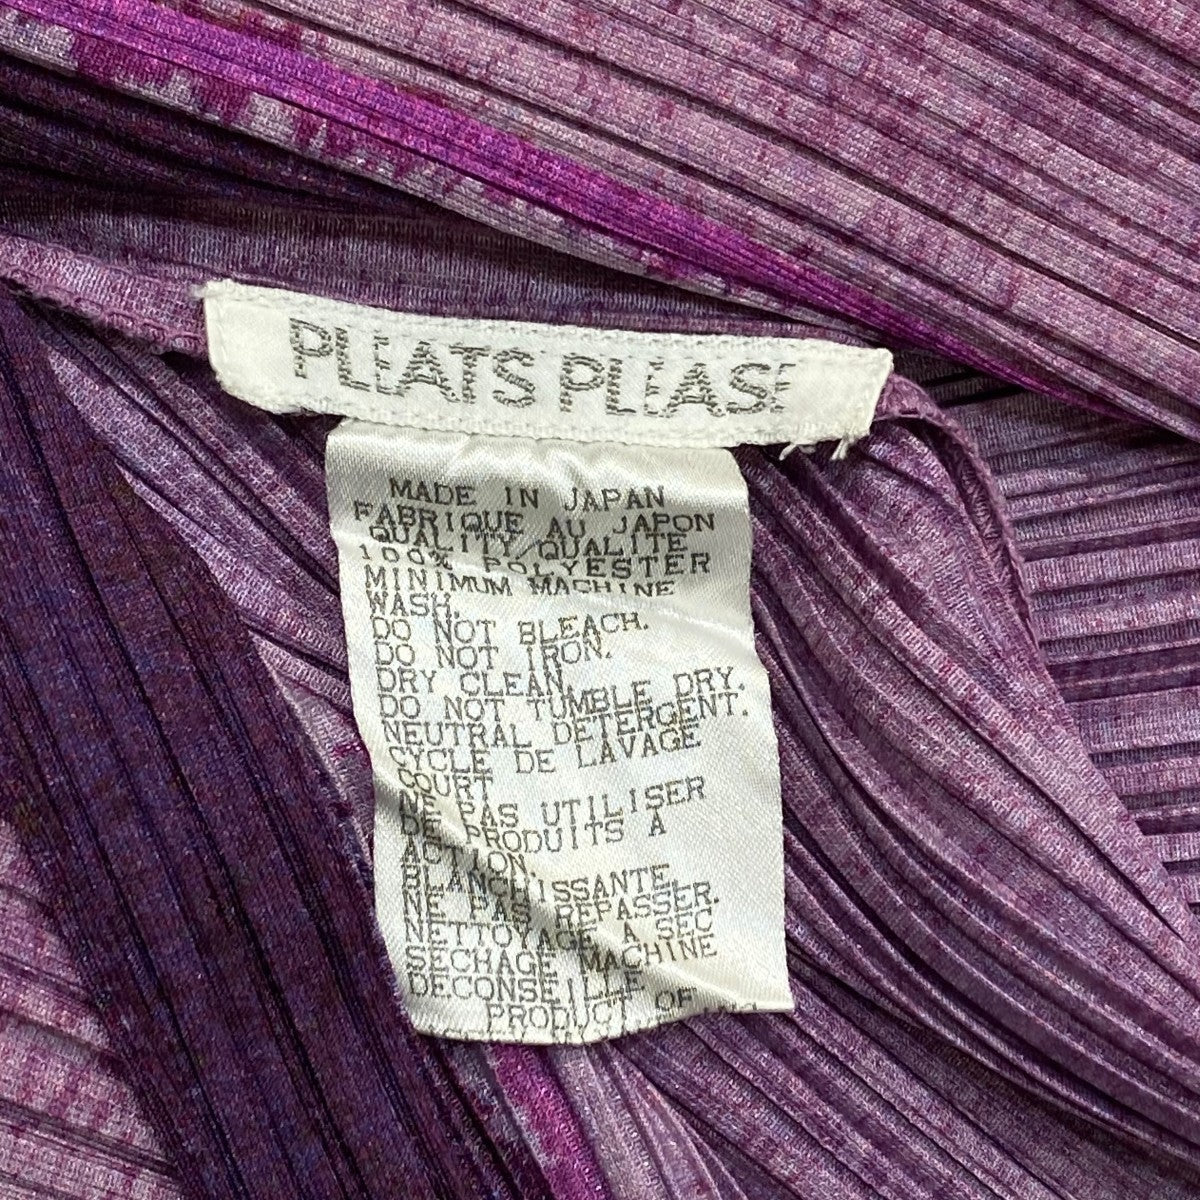 PLEATS PLEASE
MADE IN JAPAN
FABRIQUE AU JAPON
QUALITY/QUALITE
100% POLYESTER
MINIMUM MACHINE
WASH.
DO NOT BLEACH.
DO NOT IRON.
DRY CLEAN
DO NOT TUMBLE DRY.
NEUTRAL DETERGENT.
CYCLE DE LAVAGE
COURT
NE PAS UTILISER
DE PRODUITS A
ACTION.
BLANCHISSANTE,
NE PAS REPASSER.
NETTOYAGE A SEC
SECHAGE MACHINE
DECONSEILLE
PRODUCT OF